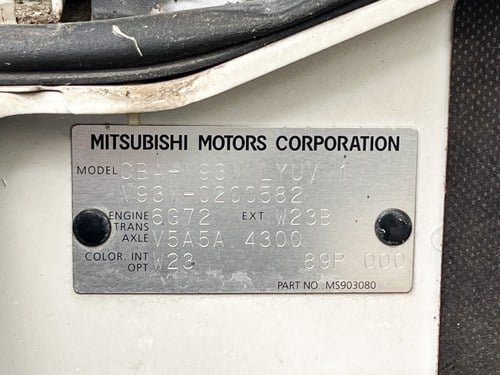 MITSUBISHI MOTORS CORPORATION
MODEL CBA-V93W LYUV 1
V93W-0200582
ENGINE 6G72 EXT W23B
TRANS AXLE V5A5A 4300
COLOR. INT OPT W23 89P 000
PART NO : MS903080